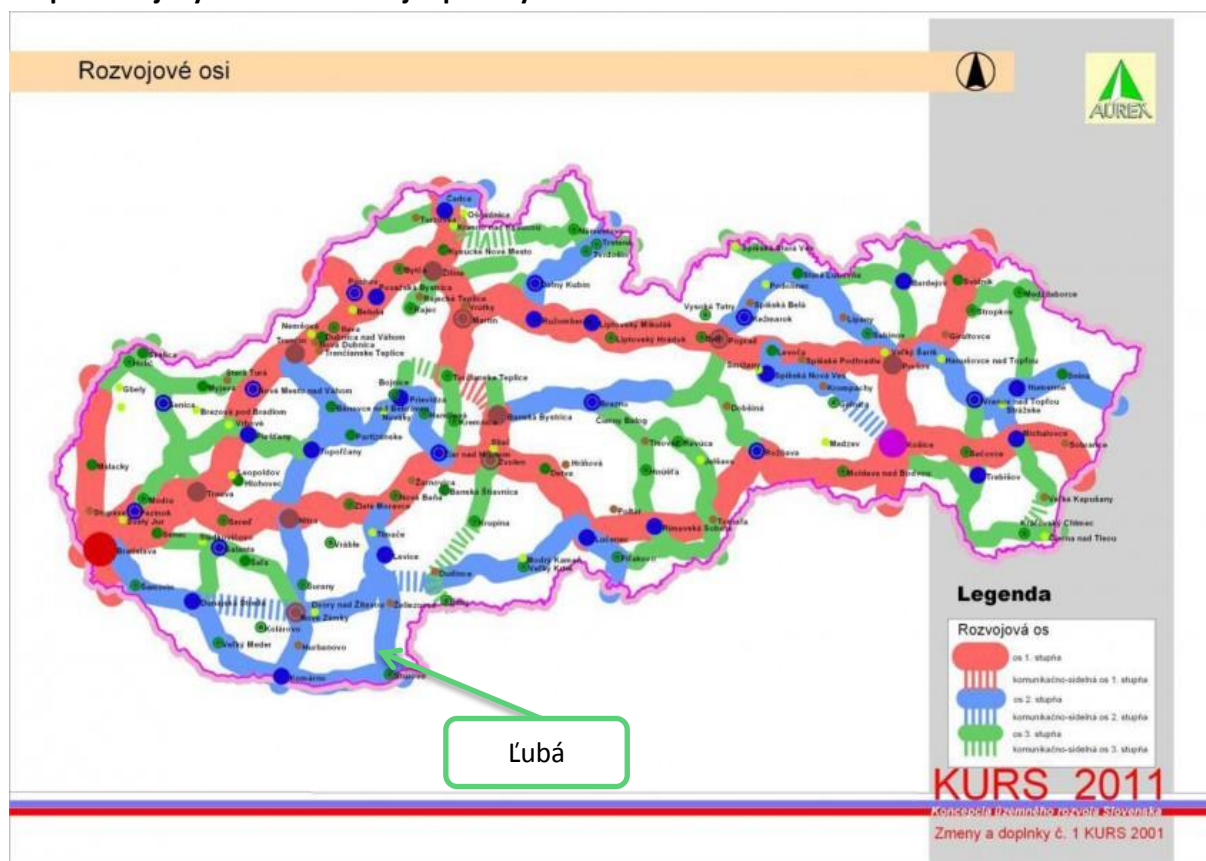 Rozvojové osi
AUREX
Čadca
Oščadnica
Turzovka
Krásno nad Kysucou
Námestovo
Trstená
Tvrdošín
Kysucké Nové Mesto
Bytča
Žilina
Dolný Kubín
Púchov
Považská Bystrica
Rajecké Teplice
Rajec
Vrútky
Martin
Beluša
Ružomberok
Liptovský Mikuláš
Liptovský Hrádok
Nemšová
Ilava
Dubnica nad Váhom
Nová Dubnica
Trenčín
Trenčianske Teplice
Spišská Stará Ves
Stará Ľubovňa
Podolínec
Vysoké Tatry
Spišská Belá
Kežmarok
Lipany
Sabinov
Bardejov
Svidník
Stropkov
Medzilaborce
Giraltovce
Svit
Poprad
Levoča
Spišské Podhradie
Veľký Šariš
Prešov
Hanušovce nad Topľou
Smižany
Spišská Nová Ves
Krompachy
Gelnica
Humenné
Snina
Vranov nad Topľou
Strážske
Michalovce
Sobrance
Skalica
Holíč
Gbely
Senica
Myjava
Stará Turá
Nové Mesto nad Váhom
Brezová pod Bradlom
Vrbové
Piešťany
Bánovce nad Bebravou
Bojnice
Prievidza
Nováky
Handlová
Turčianske Teplice
Kremnica
Banská Bystrica
Brezno
Čierny Balog
Dobšiná
Medzev
Košice
Partizánske
Topoľčany
Žiar nad Hronom
Sliač
Zvolen
Hriňová
Detva
Tisovec
Revúca
Hnúšťa
Jelšava
Rožňava
Moldava nad Bodvou
Sečovce
Trebišov
Veľké Kapušany
Kráľovský Chlmec
Čierna nad Tisou
Malacky
Leopoldov
Hlohovec
Modra
Trnava
Stupava
Pezinok
Svätý Jur
Senec
Bratislava
Sereď
Sládkovičovo
Galanta
Šaľa
Nitra
Vráble
Zlaté Moravce
Nová Baňa
Žarnovica
Banská Štiavnica
Krupina
Tlmače
Levice
Poltár
Lučenec
Rimavská Sobota
Tornaľa
Fiľakovo
Modrý Kameň
Veľký Krtíš
Dudince
Šahy
Želiezovce
Šamorín
Dunajská Streda
Šurany
Dvory nad Žitavou
Nové Zámky
Kolárovo
Veľký Meder
Hurbanovo
Komárno
Štúrovo
Ľubá
Legenda
Rozvojová os
os 1. stupňa
komunikačno-sídelná os 1. stupňa
os 2. stupňa
komunikačno-sídelná os 2. stupňa
os 3. stupňa
komunikačno-sídelná os 3. stupňa
KURS 2011
Koncepcia územného rozvoja Slovenska
Zmeny a doplnky č. 1 KURS 2001